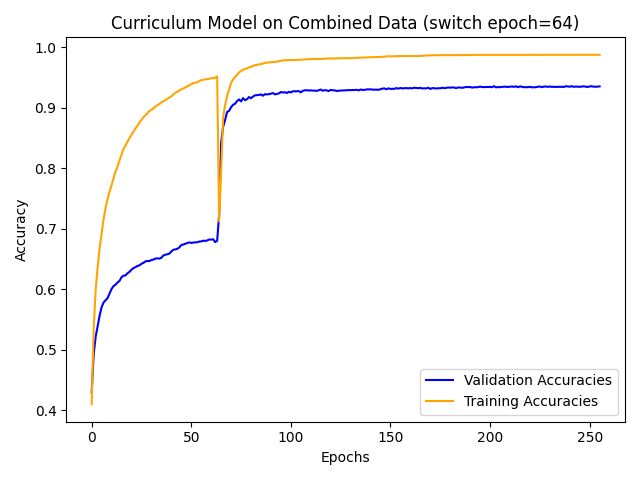 Curriculum Model on Combined Data (switch epoch=64)
1.0
0.9
0.8
0.7
0.6
0.5
0.4
Accuracy
0
50
100
150
200
250
Epochs
Validation Accuracies
Training Accuracies